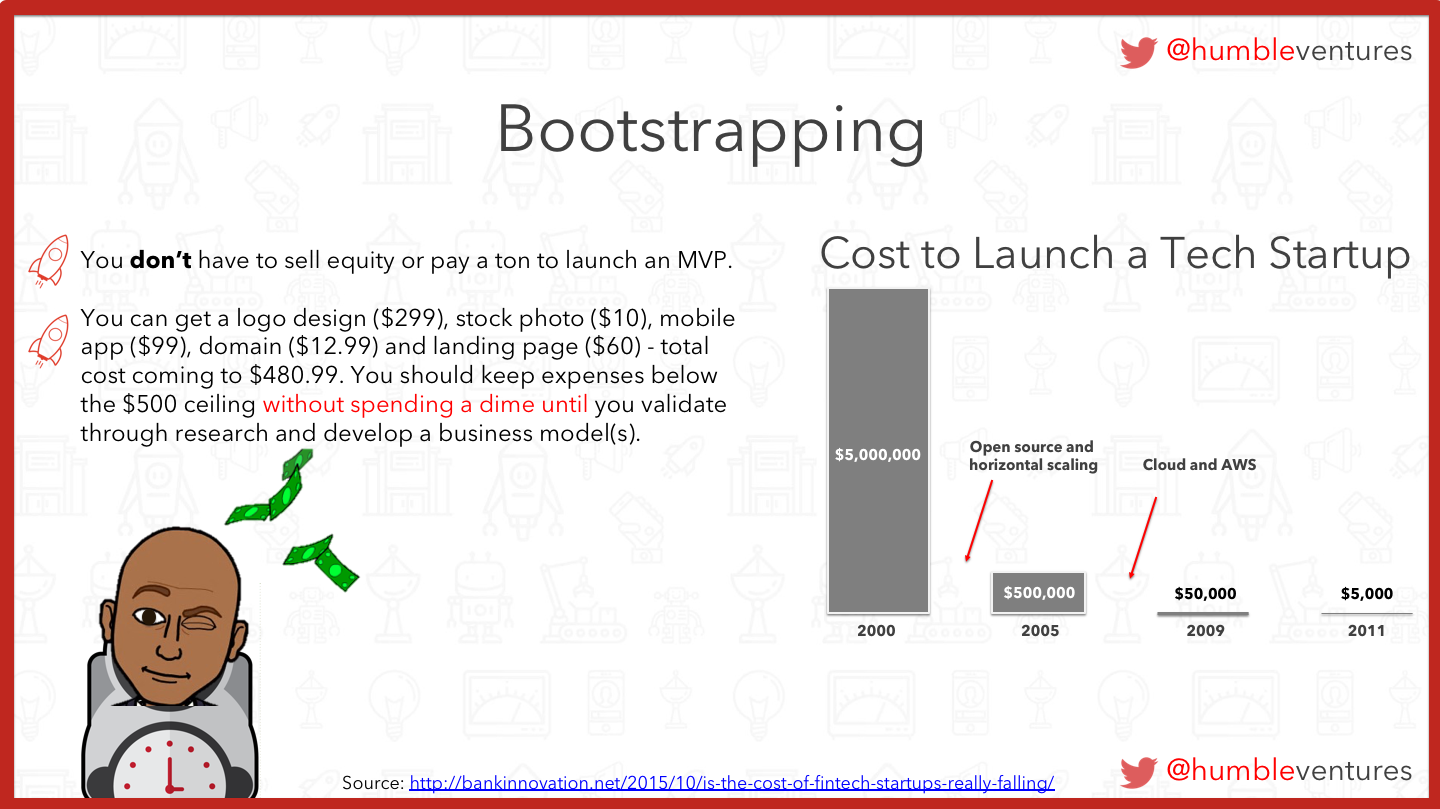 @humbleventures
Bootstrapping
You don’t have to sell equity or pay a ton to launch an MVP.
You can get a logo design ($299), stock photo ($10), mobile
app ($99), domain ($12.99) and landing page ($60) - total
cost coming to $480.99. You should keep expenses below
the $500 ceiling without spending a dime until you validate
through research and develop a business model(s).
Cost to Launch a Tech Startup
$5,000,000
Open source and
horizontal scaling
Cloud and AWS
$500,000
$50,000
$5,000
2000
2005
2009
2011
Source: http://bankinnovation.net/2015/10/is-the-cost-of-fintech-startups-really-falling/
@humbleventures